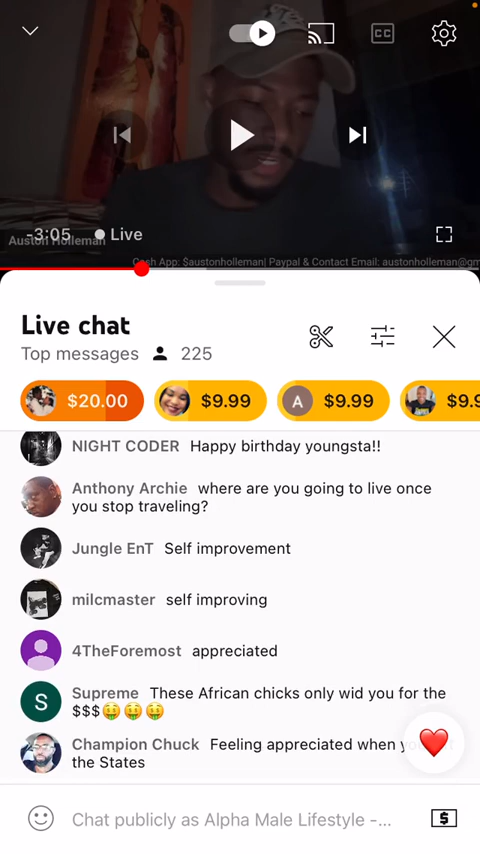 CC
-3:05 Live
Auston Holleman
Cash App: $austonholleman| Paypal & Contact Email: austonholleman@gm
Live chat
Top messages 225
$20.00 $9.99 A $9.99 $9.9
NIGHT CODER Happy birthday youngsta!!
Anthony Archie where are you going to live once
you stop traveling?
Jungle EnT Self improvement
milcmaster self improving
4TheForemost appreciated
S Supreme These African chicks only wid you for the
$$$🤑🤑🤑
Champion Chuck Feeling appreciated when
the States
Chat publicly as Alpha Male Lifestyle -...
$